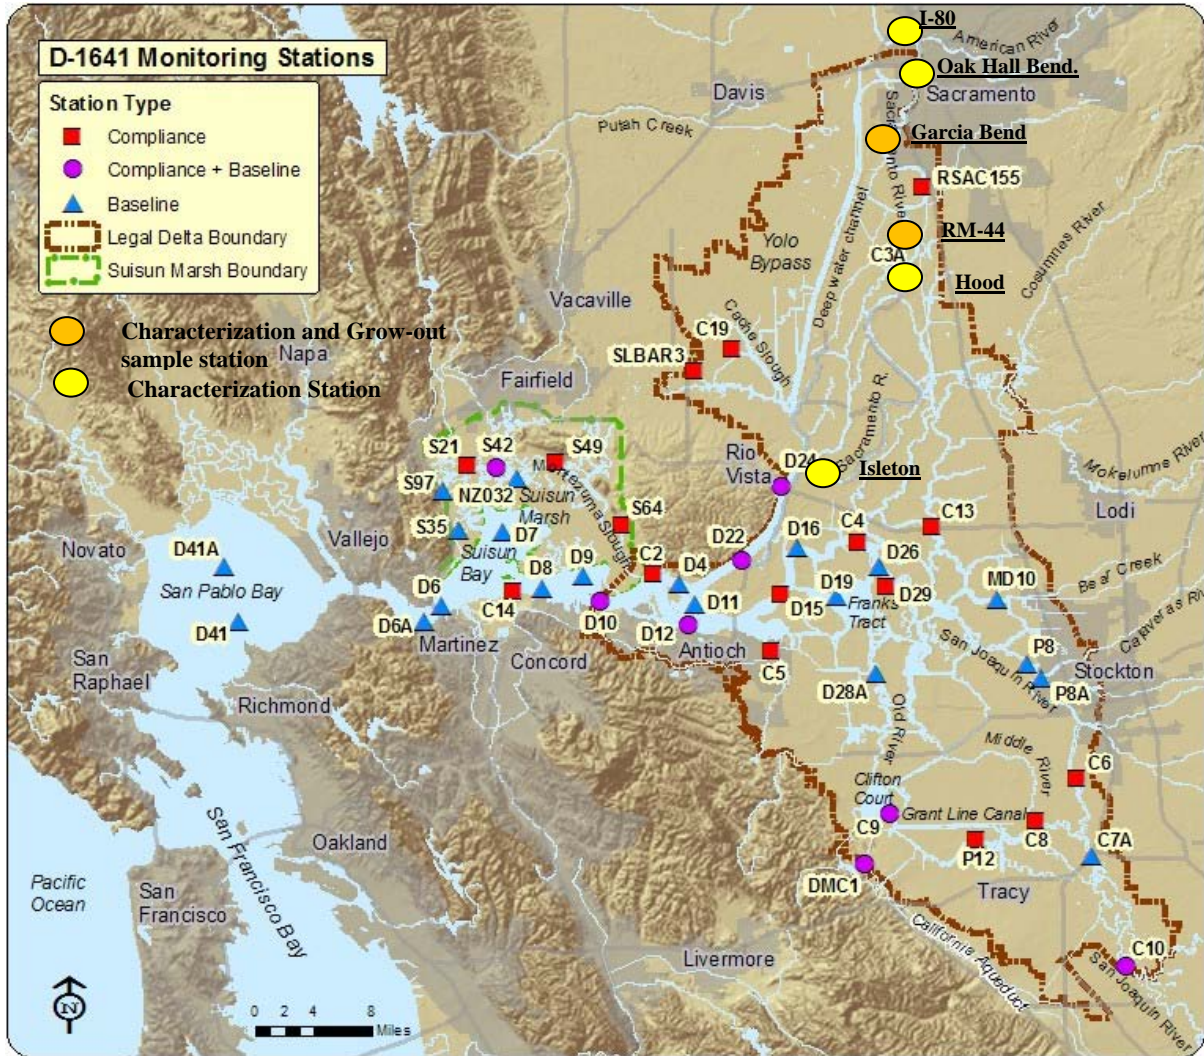 I-80
American River
D-1641 Monitoring Stations
Oak Hall Bend.
Davis
Sacramento
Station Type
Compliance
Compliance + Baseline
Baseline
Legal Delta Boundary
Suisun Marsh Boundary
Putah Creek
Sacramento River
Garcia Bend
RSAC155
Deep water channel
Yolo
Bypass
RM-44
C3A
Hood
Cosumnes River
Vacaville
Characterization and Grow-out
sample station
Characterization Station
Napa
C19
Cache Slough
SLBAR3
Fairfield
S21
S42
S49
Rio
Vista
D24
Sacramento R.
Isleton
Mokelumne River
S97
NZ032
Montezuma Slough
Suisun
Marsh
S64
C13
Lodi
S35
D7
D22
D16
C4
Novato
D41A
Vallejo
Suisun
Bay
D9
C2
D4
D26
San Pablo Bay
D6
D8
D19
D29
MD10
Bear Creek
C14
D10
D11
D15
Franks
Tract
D41
D6A
Martinez
D12
Antioch
Calaveras Riv
San
Raphael
Concord
C5
San Joaquin River
P8
Stockton
Richmond
D28A
P8A
Old River
Middle River
C6
Clifton
Court
Grant Line Canal
San Francisco Bay
Oakland
C9
C8
C7A
P12
DMC1
Pacific
Ocean
San
Francisco
Tracy
California Aqueduct
C10
Livermore
San Joaquin River
N
0 2 4 8
Miles